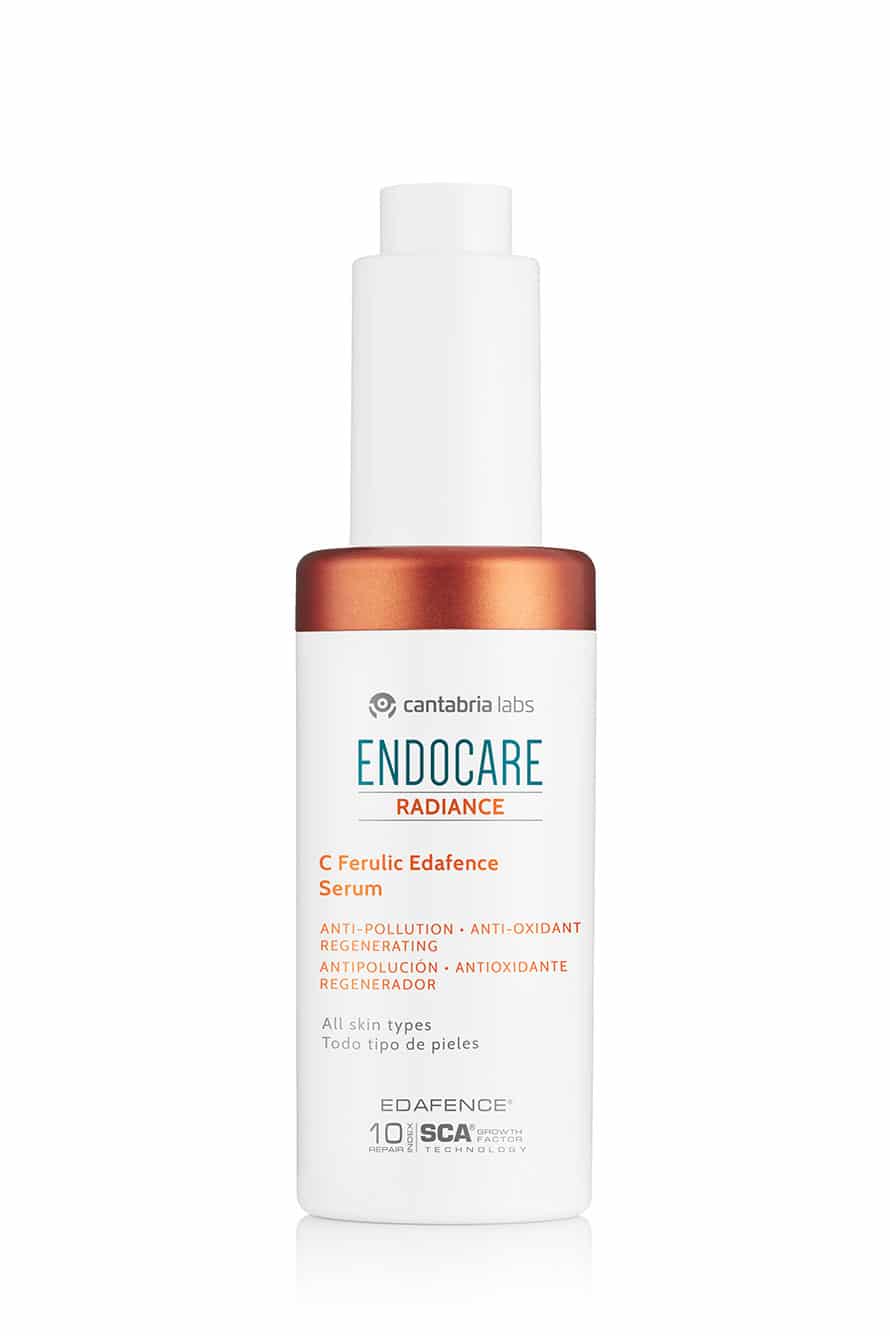 cantabria labs
ENDOCARE
RADIANCE
C Ferulic Edafence
Serum
ANTI-POLLUTION • ANTI-OXIDANT
REGENERATING
ANTIPOLUCIÓN • ANTIOXIDANTE
REGENERADOR
All skin types
Todo tipo de pieles
EDAFENCE®
10 REPAIR INDEX SCA® GROWTH FACTOR TECHNOLOGY